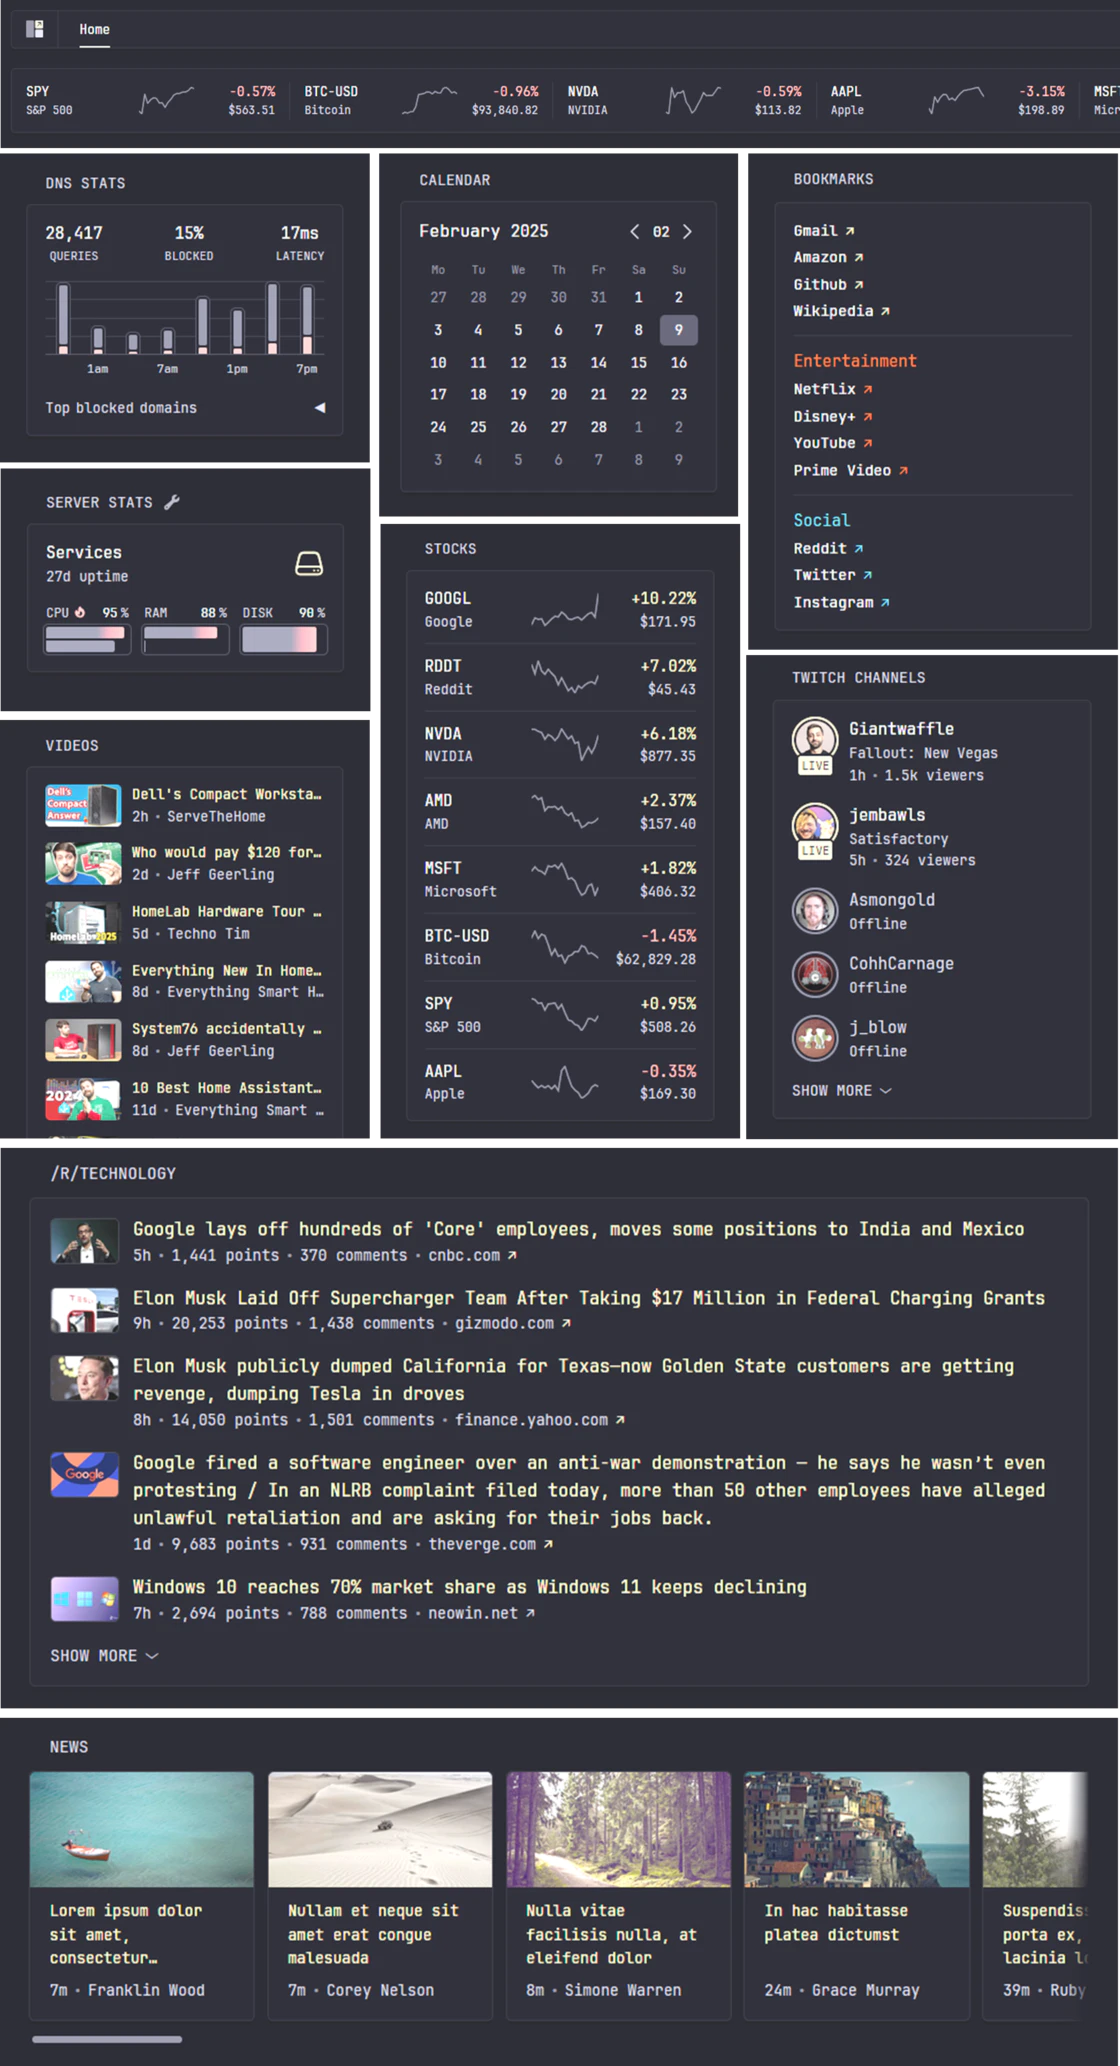 Home
SPY
S&P 500
-0.57%
$563.51
BTC-USD
Bitcoin
-0.96%
$93,840.82
NVDA
NVIDIA
-0.59%
$113.82
AAPL
Apple
-3.15%
$198.89
MSFT
Micr
DNS STATS
28,417 15% 17ms
QUERIES BLOCKED LATENCY
1am 7am 1pm 7pm
Top blocked domains
SERVER STATS
Services
27d uptime
CPU 95% RAM 88% DISK 90%
VIDEOS
Dell's
Compact
Answer
Dell's Compact Worksta…
2h • ServeTheHome
Who would pay $120 for…
2d • Jeff Geerling
HomeLab 2025
HomeLab Hardware Tour …
5d • Techno Tim
Everything New In Home…
8d • Everything Smart H…
System76 accidentally …
8d • Jeff Geerling
2024
10 Best Home Assistant…
11d • Everything Smart …
CALENDAR
February 2025 02
Mo Tu We Th Fr Sa Su
27 28 29 30 31 1 2
3 4 5 6 7 8 9
10 11 12 13 14 15 16
17 18 19 20 21 22 23
24 25 26 27 28 1 2
3 4 5 6 7 8 9
STOCKS
GOOGL +10.22%
Google $171.95
RDDT +7.02%
Reddit $45.43
NVDA +6.18%
NVIDIA $877.35
AMD +2.37%
AMD $157.40
MSFT +1.82%
Microsoft $406.32
BTC-USD -1.45%
Bitcoin $62,829.28
SPY +0.95%
S&P 500 $508.26
AAPL -0.35%
Apple $169.30
BOOKMARKS
Gmail
Amazon
Github
Wikipedia
Entertainment
Netflix
Disney+
YouTube
Prime Video
Social
Reddit
Twitter
Instagram
TWITCH CHANNELS
Giantwaffle
Fallout: New Vegas
LIVE
1h • 1.5k viewers
jembawls
Satisfactory
LIVE
5h • 324 viewers
Asmongold
Offline
CohhCarnage
Offline
j_blow
Offline
SHOW MORE
/R/TECHNOLOGY
Google lays off hundreds of 'Core' employees, moves some positions to India and Mexico
5h • 1,441 points • 370 comments • cnbc.com
Elon Musk Laid Off Supercharger Team After Taking $17 Million in Federal Charging Grants
9h • 20,253 points • 1,438 comments • gizmodo.com
Elon Musk publicly dumped California for Texas—now Golden State customers are getting
revenge, dumping Tesla in droves
8h • 14,050 points • 1,501 comments • finance.yahoo.com
Google
Google fired a software engineer over an anti-war demonstration – he says he wasn't even
protesting / In an NLRB complaint filed today, more than 50 other employees have alleged
unlawful retaliation and are asking for their jobs back.
1d • 9,683 points • 931 comments • theverge.com
Windows 10 reaches 70% market share as Windows 11 keeps declining
7h • 2,694 points • 788 comments • neowin.net
SHOW MORE
NEWS
Lorem ipsum dolor
sit amet,
consectetur…
7m • Franklin Wood
Nullam et neque sit
amet erat congue
malesuada
7m • Corey Nelson
Nulla vitae
facilisis nulla, at
eleifend dolor
8m • Simone Warren
In hac habitasse
platea dictumst
24m • Grace Murray
Suspendis
porta ex,
lacinia l
39m • Ruby